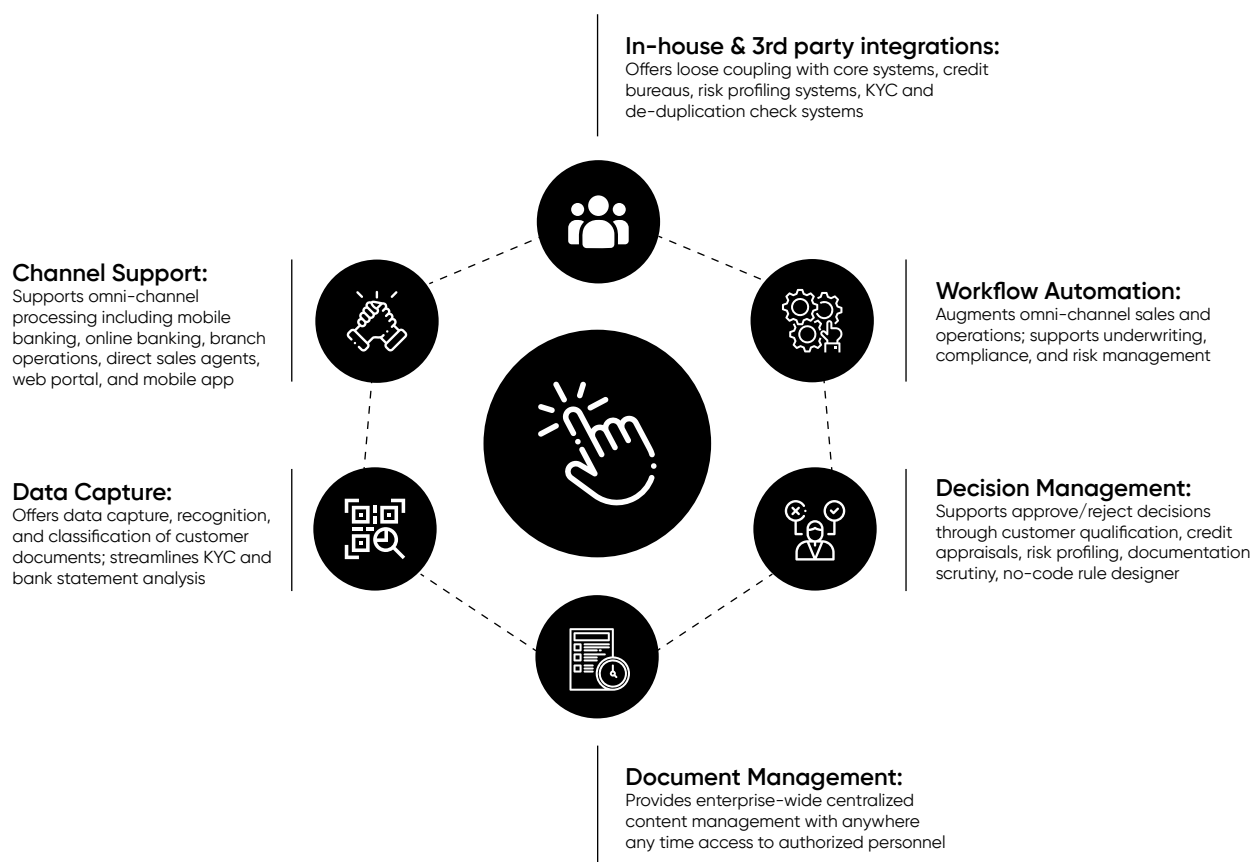 In-house & 3rd party integrations:
Offers loose coupling with core systems, credit
bureaus, risk profiling systems, KYC and
de-duplication check systems
Channel Support:
Supports omni-channel
processing including mobile
banking, online banking, branch
operations, direct sales agents,
web portal, and mobile app
Workflow Automation:
Augments omni-channel sales and
operations; supports underwriting,
compliance, and risk management
Data Capture:
Offers data capture, recognition,
and classification of customer
documents; streamlines KYC and
bank statement analysis
Decision Management:
Supports approve/reject decisions
through customer qualification, credit
appraisals, risk profiling, documentation
scrutiny, no-code rule designer
Document Management:
Provides enterprise-wide centralized
content management with anywhere
any time access to authorized personnel